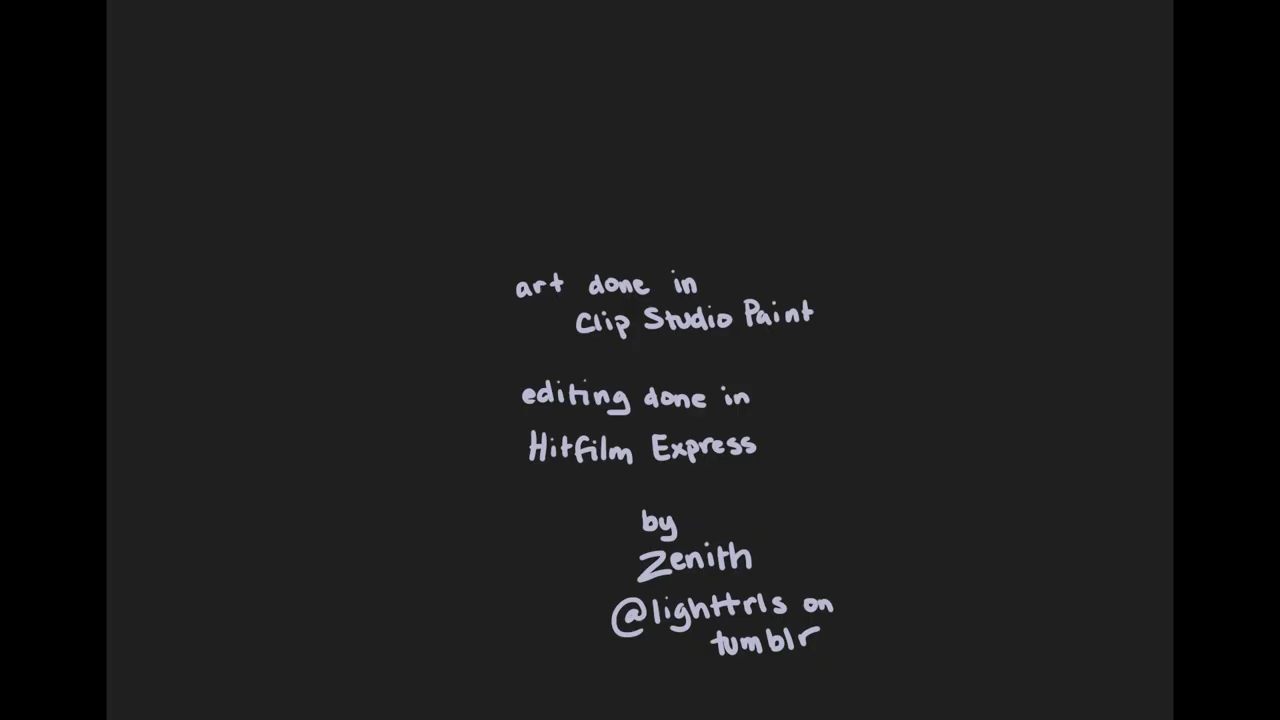 art done in
Clip Studio Paint
editing done in
Hitfilm Express
by
Zenith
@lighttrls on
tumblr